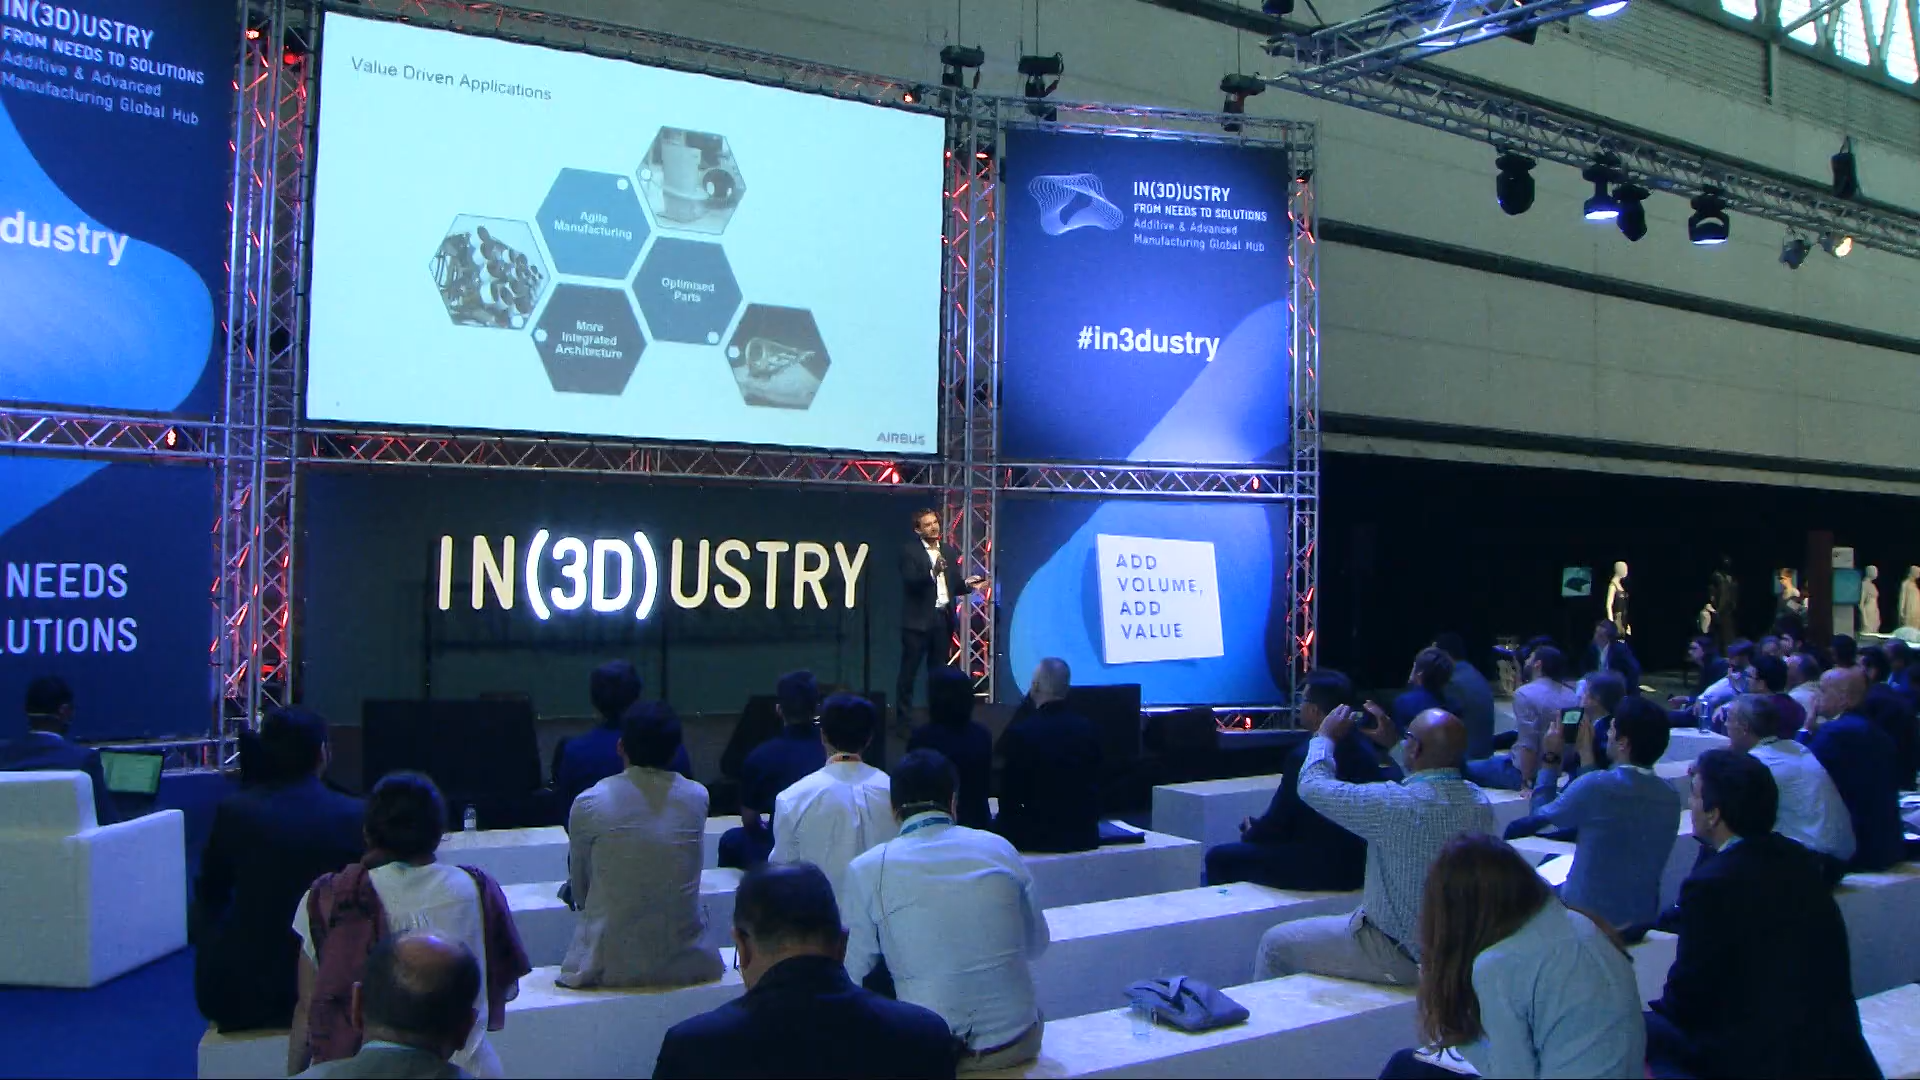 IN(3D)USTRY
FROM NEEDS TO SOLUTIONS
Additive & Advanced
Manufacturing Global Hub
dustry
NEEDS
LUTIONS
Value Driven Applications
Agile
Manufacturing
Optimised
Parts
More
Integrated
Architecture
AIRBUS
IN(3D)USTRY
IN(3D)USTRY
FROM NEEDS TO SOLUTIONS
Additive & Advanced
Manufacturing Global Hub
#in3dustry
ADD
VOLUME,
ADD
VALUE